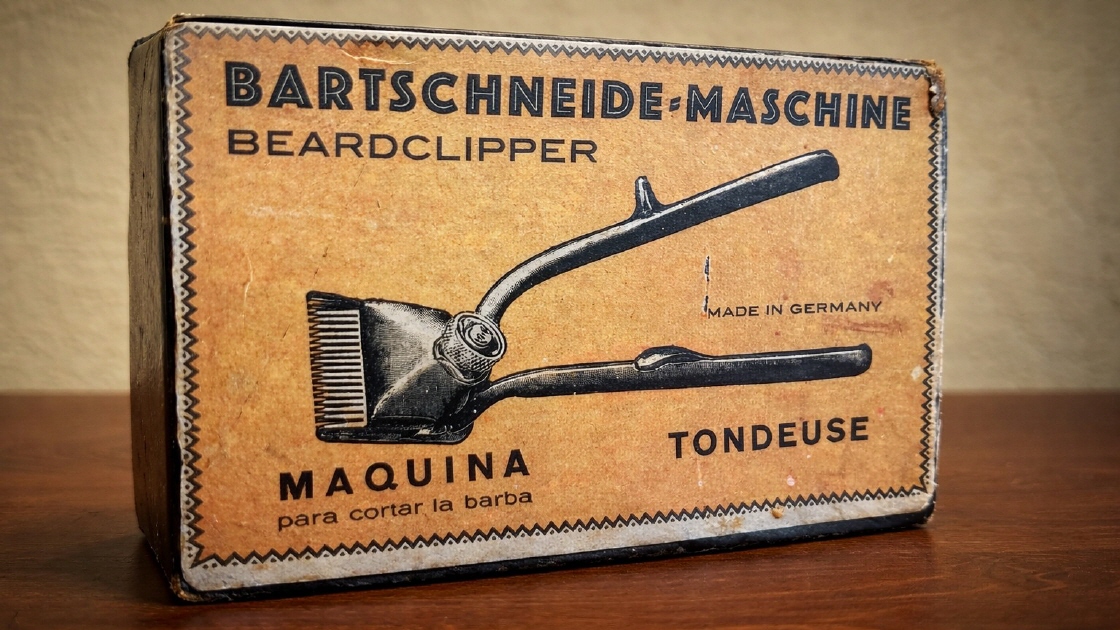 BARTSCHNEIDE-MASCHINE
BEARDCLIPPER
MADE IN GERMANY
TONDEUSE
MAQUINA
para cortar la barba